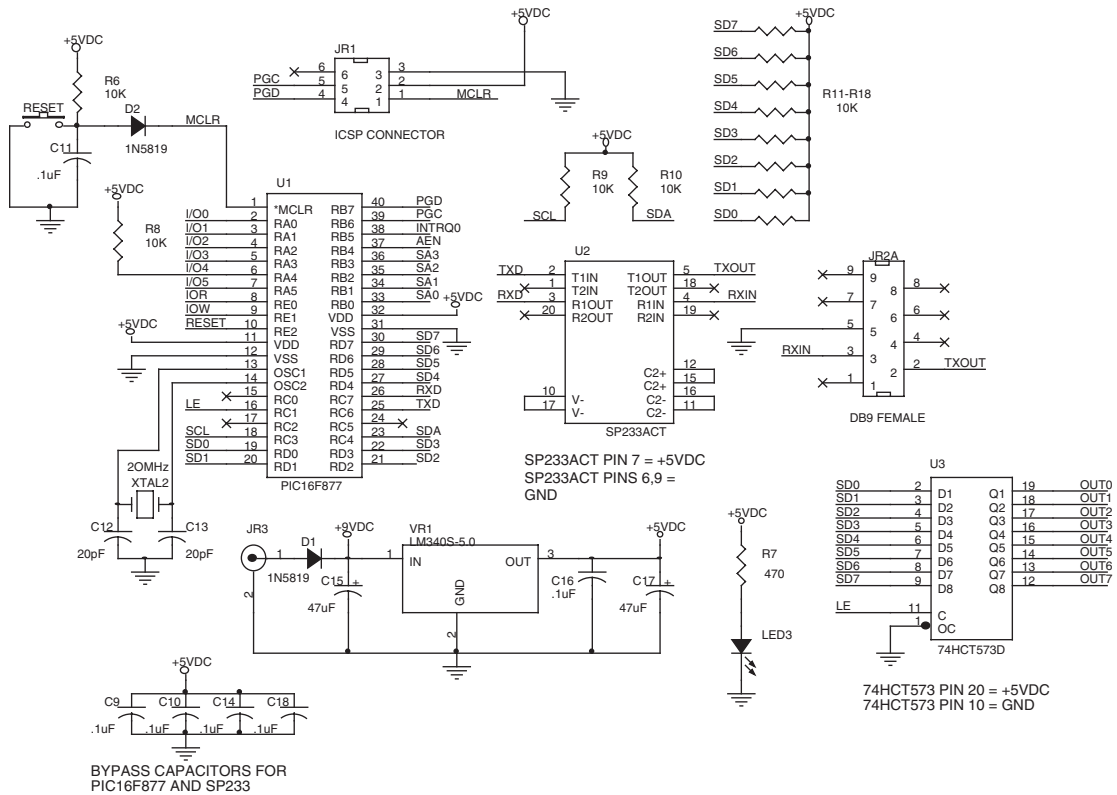 +5VDC
R6
10K
RESET
D2
MCLR
1N5819
C11
.1uF
+5VDC
R8
10K
JR1
6 6 3 3
PGC 5 5 2 2
PGD 4 4 1 1 MCLR
ICSP CONNECTOR
+5VDC
+5VDC
R9
10K
R10
10K
SCL
SDA
+5VDC
SD7
SD6
SD5
SD4
SD3
SD2
SD1
SD0
R11-R18
10K
U1
1 *MCLR RB7 40 PGD
I/O0 2 RA0 RB6 39 PGC
I/O1 3 RA1 RB5 38 INTRQ0
I/O2 4 RA2 RB4 37 AEN
I/O3 5 RA3 RB3 36 SA3
I/O4 6 RA4 RB2 35 SA2
I/O5 7 RA5 RB1 34 SA1
IOR 8 RE0 RB0 33 SA0
IOW 9 RE1 VDD 32 +5VDC
RESET 10 RE2 VSS 31
+5VDC 11 VDD RD7 30 SD7
12 VSS RD6 29 SD6
13 OSC1 RD5 28 SD5
14 OSC2 RD4 27 SD4
15 RC0 RC7 26 RXD
LE 16 RC1 RC6 25 TXD
17 RC2 RC5 24
SCL 18 RC3 RC4 23 SDA
SD0 19 RD0 RD3 22 SD3
SD1 20 RD1 RD2 21 SD2
PIC16F877
2OMHz
XTAL2
C12
20pF
C13
20pF
U2
TXD 2 T1IN T1OUT 5 TXOUT
1 T2IN T2OUT 18
RXD 3 R1OUT R1IN 4 RXIN
20 R2OUT R2IN 19
C2+ 12
C2+ 15
10 V- C2- 16
17 V- C2- 11
SP233ACT
SP233ACT PIN 7 = +5VDC
SP233ACT PINS 6,9 =
GND
JR2A
9 9
8 8
7 7
6 6
5 5
4 4
RXIN 3 3
2 2 TXOUT
1 1
DB9 FEMALE
JR3
1
2
D1
1N5819
+9VDC
C15 +
47uF
VR1
LM340S-5.0
1 IN OUT 3
GND
2
C16
.1uF
+5VDC
C17 +
47uF
+5VDC
R7
470
LED3
U3
SD0 2 D1 Q1 19 OUT0
SD1 3 D2 Q2 18 OUT1
SD2 4 D3 Q3 17 OUT2
SD3 5 D4 Q4 16 OUT3
SD4 6 D5 Q5 15 OUT4
SD5 7 D6 Q6 14 OUT5
SD6 8 D7 Q7 13 OUT6
SD7 9 D8 Q8 12 OUT7
LE 11 C
1 OC
74HCT573D
74HCT573 PIN 20 = +5VDC
74HCT573 PIN 10 = GND
+5VDC
C9 C10 C14 C18
.1uF .1uF .1uF .1uF
BYPASS CAPACITORS FOR
PIC16F877 AND SP233